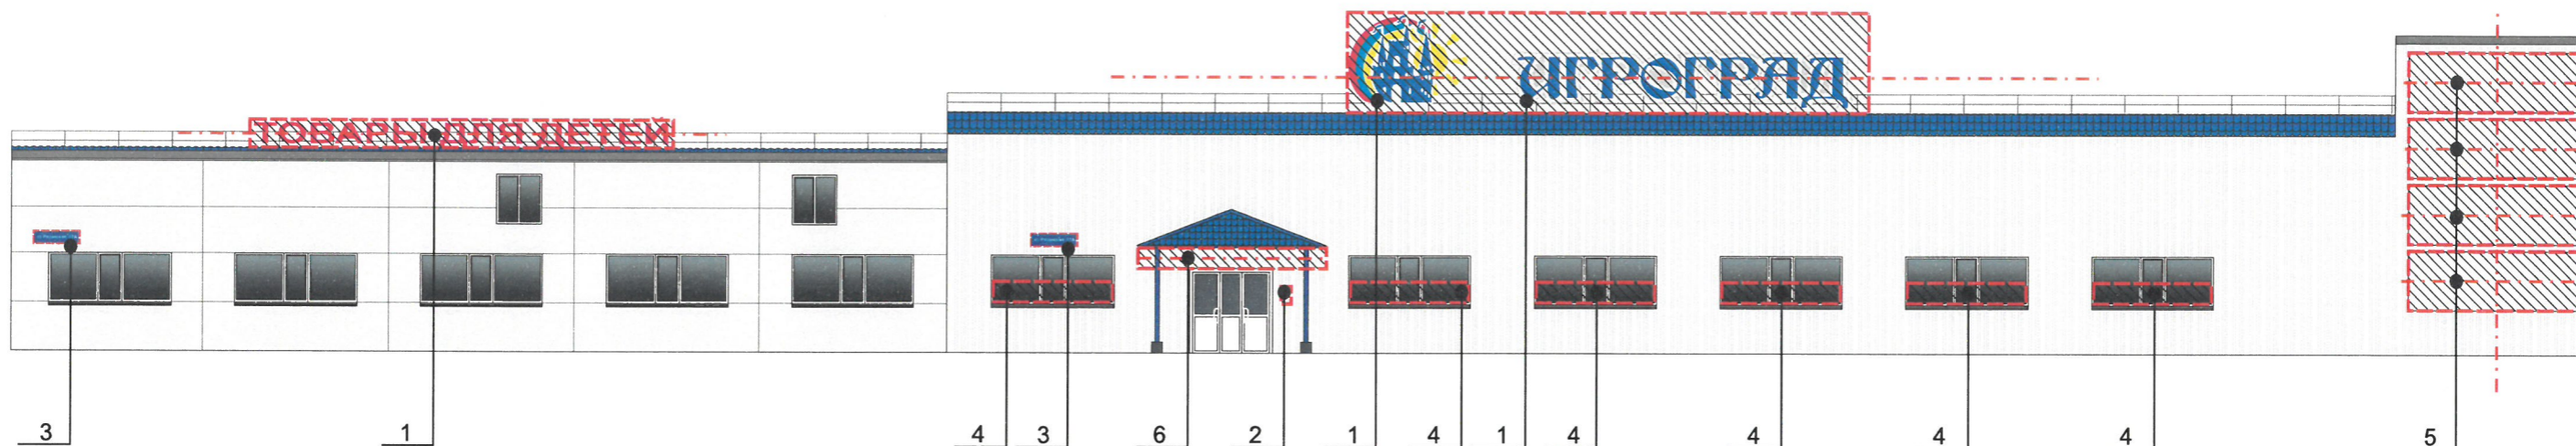 ИГРОГРАД
ТОВАРЫ ДЛЯ ДЕТЕЙ
3 1 4 3 6 2 1 4 1 4 4 4 4 5